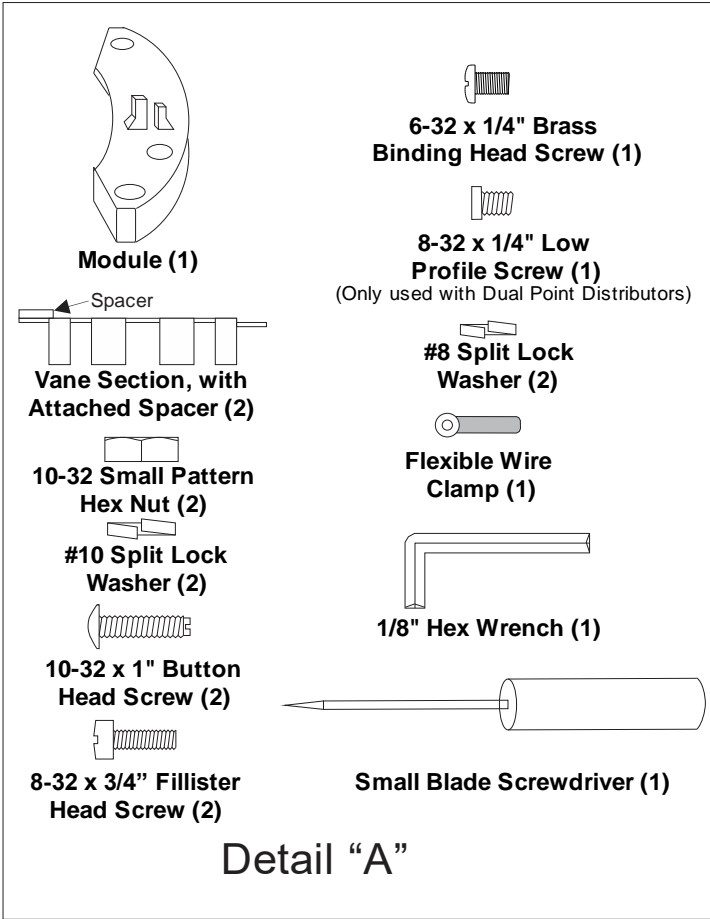 Module (1)
Spacer
Vane Section, with
Attached Spacer (2)
10-32 Small Pattern
Hex Nut (2)
#10 Split Lock
Washer (2)
10-32 x 1" Button
Head Screw (2)
8-32 x 3/4” Fillister
Head Screw (2)
6-32 x 1/4" Brass
Binding Head Screw (1)
8-32 x 1/4" Low
Profile Screw (1)
(Only used with Dual Point Distributors)
#8 Split Lock
Washer (2)
Flexible Wire
Clamp (1)
1/8" Hex Wrench (1)
Small Blade Screwdriver (1)
Detail “A”